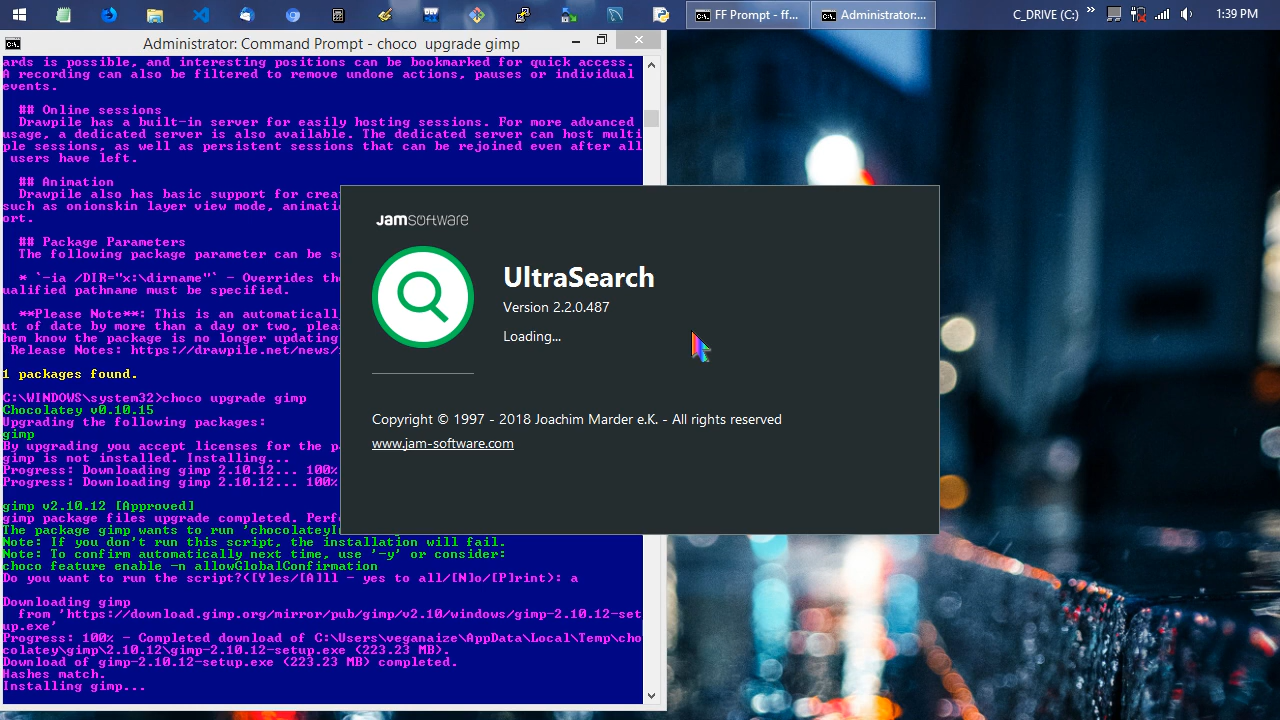 FF Prompt - ff...
Administrator:...
C_DRIVE (C:)
»
1:39 PM
Administrator: Command Prompt - choco  upgrade gimp
ards is possible, and interesting positions can be bookmarked for quick access.
A recording can also be filtered to remove undone actions, pauses or individual
events.
## Online sessions
Drawpile has a built-in server for easily hosting sessions. For more advanced
usage, a dedicated server is also available. The dedicated server can host multi
ple sessions, as well as persistent sessions that can be rejoined even after all
users have left.
## Animation
Drawpile also has basic support for crea
such as onionskin layer view mode, animati
ort.
## Package Parameters
The following package parameter can be s
* `-ia /DIR="x:\dirname"` - Overrides the
ualified pathname must be specified.
**Please Note**: This is an automatically
ut of date by more than a day or two, plea
hem know the package is no longer updating
Release Notes: https://drawpile.net/news/
1 packages found.
C:\WINDOWS\system32>choco upgrade gimp
Chocolatey v0.10.15
Upgrading the following packages:
gimp
By upgrading you accept licenses for the pa
gimp is not installed. Installing...
Progress: Downloading gimp 2.10.12... 100%
Progress: Downloading gimp 2.10.12... 100%
gimp v2.10.12 [Approved]
gimp package files upgrade completed. Perfo
The package gimp wants to run 'chocolateyI
Note: If you don't run this script, the installation will fail.
Note: To confirm automatically next time, use '-y' or consider:
choco feature enable -n allowGlobalConfirmation
Do you want to run the script?([Y]es/[A]ll - yes to all/[N]o/[P]rint): a
Downloading gimp
from 'https://download.gimp.org/mirror/pub/gimp/v2.10/windows/gimp-2.10.12-set
up.exe'
Progress: 100% - Completed download of C:\Users\veganaize\AppData\Local\Temp\cho
colatey\gimp\2.10.12\gimp-2.10.12-setup.exe (223.23 MB).
Download of gimp-2.10.12-setup.exe (223.23 MB) completed.
Hashes match.
Installing gimp...
JAMSoftware
UltraSearch
Version 2.2.0.487
Loading...
Copyright © 1997 - 2018 Joachim Marder e.K. - All rights reserved
www.jam-software.com